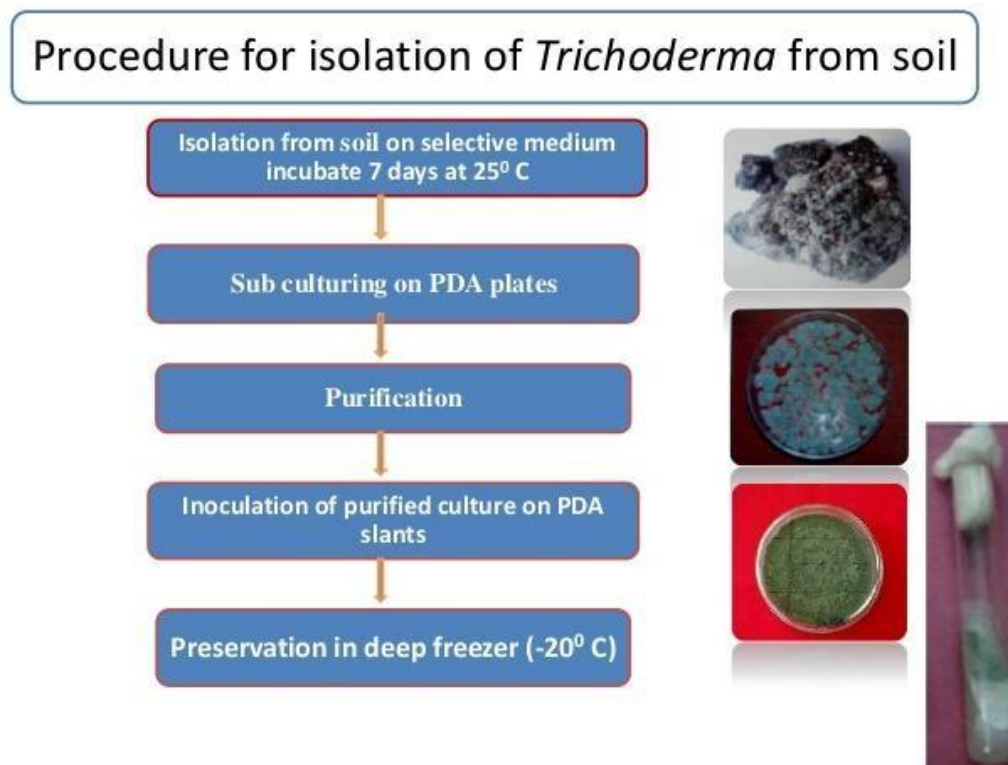 Procedure for isolation of Trichoderma from soil
Isolation from soil on selective medium
incubate 7 days at 25⁰ C
Sub culturing on PDA plates
Purification
Inoculation of purified culture on PDA
slants
Preservation in deep freezer (-20⁰ C)